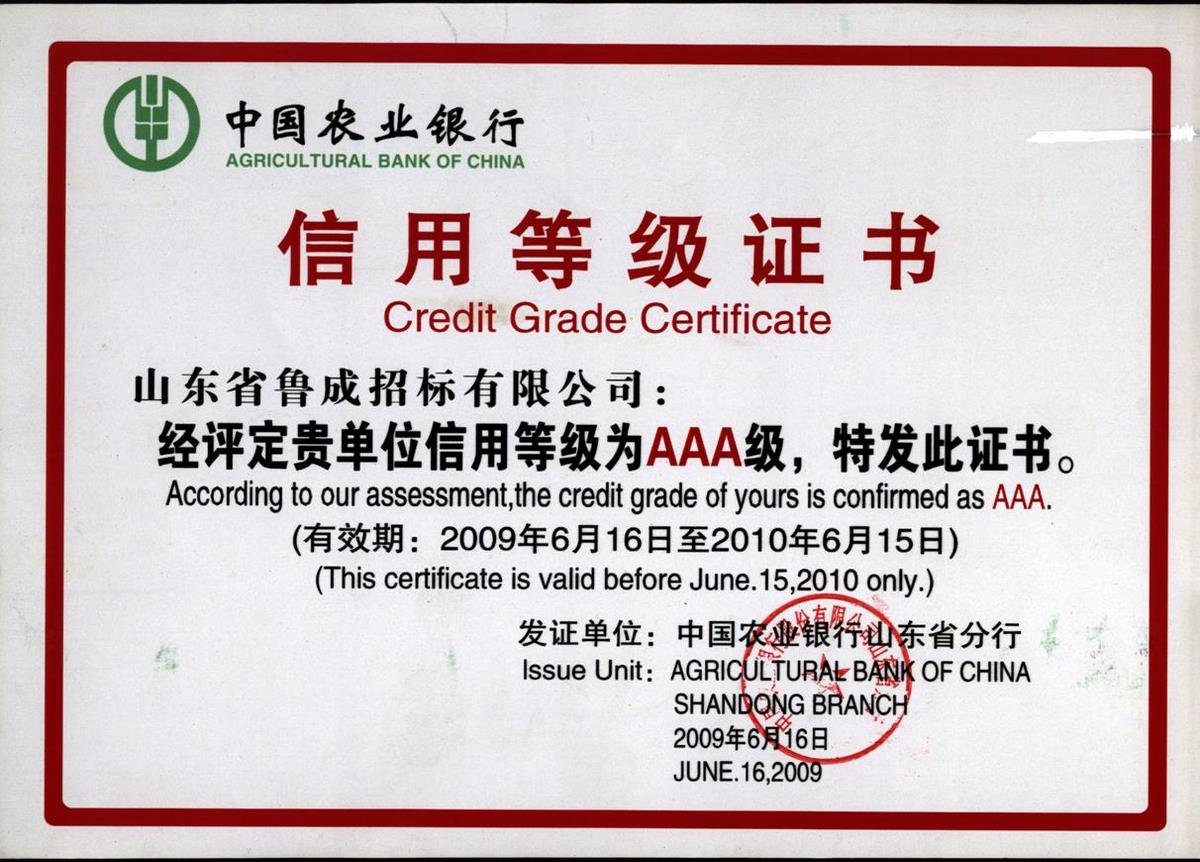 中国农业银行
AGRICULTURAL BANK OF CHINA
信用等级证书
Credit Grade Certificate
山东省鲁成招标有限公司：
经评定贵单位信用等级为AAA级，特发此证书。
According to our assessment,the credit grade of yours is confirmed as AAA.
(有效期：2009年6月16日至2010年6月15日)
(This certificate is valid before June.15,2010 only.)
发证单位：中国农业银行山东省分行
Issue Unit：AGRICULTURAL BANK OF CHINA
SHANDONG BRANCH
2009年6月16日
JUNE.16,2009